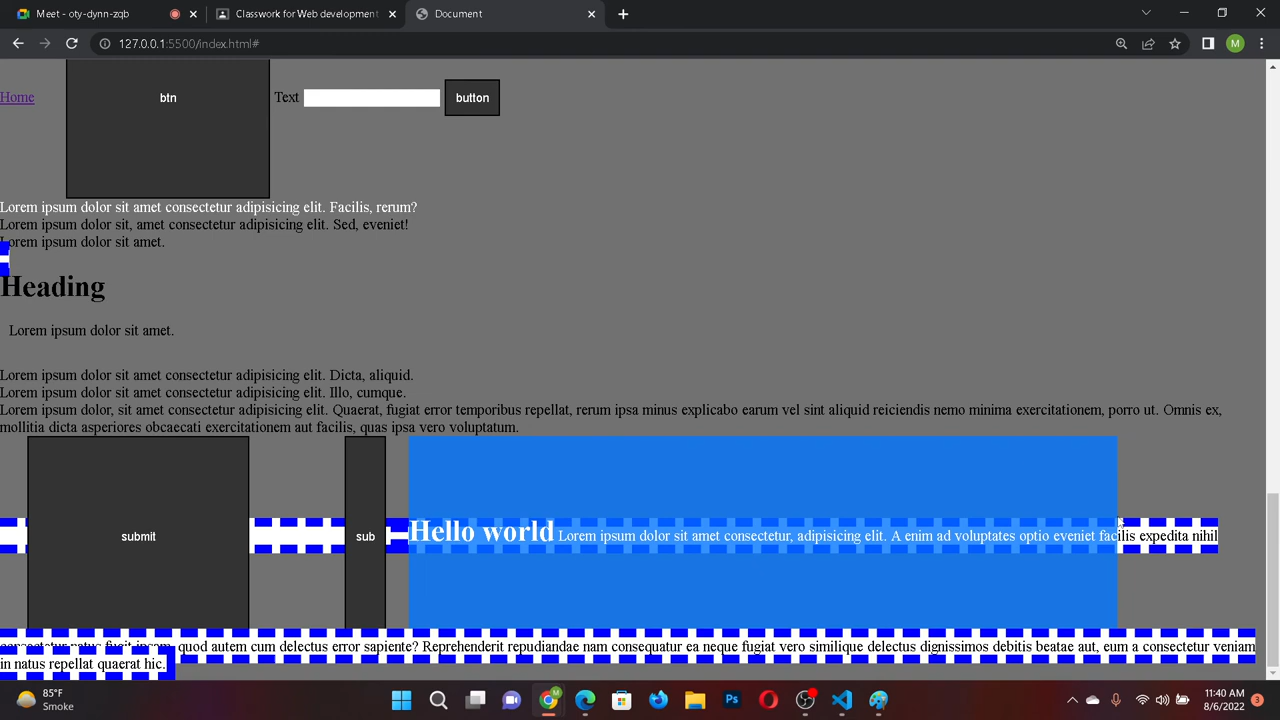 Meet - oty-dynn-zqb
Classwork for Web development
Document
127.0.0.1:5500/index.html#
M
Home
btn
Text
button
Lorem ipsum dolor sit amet consectetur adipisicing elit. Facilis, rerum?
Lorem ipsum dolor sit, amet consectetur adipisicing elit. Sed, eveniet!
Lorem ipsum dolor sit amet.
Heading
Lorem ipsum dolor sit amet.
Lorem ipsum dolor sit amet consectetur adipisicing elit. Dicta, aliquid.
Lorem ipsum dolor sit amet consectetur adipisicing elit. Illo, cumque.
Lorem ipsum dolor, sit amet consectetur adipisicing elit. Quaerat, fugiat error temporibus repellat, rerum ipsa minus explicabo earum vel sint aliquid reiciendis nemo minima exercitationem, porro ut. Omnis ex,
mollitia dicta asperiores obcaecati exercitationem aut facilis, quas ipsa vero voluptatum.
submit
sub
Hello world Lorem ipsum dolor sit amet consectetur, adipisicing elit. A enim ad voluptates optio eveniet facilis expedita nihil
quod autem cum delectus error sapiente? Reprehenderit repudiandae nam consequatur ea neque fugiat vero similique delectus dignissimos debitis beatae aut, eum a consectetur veniam
in natus repellat quaerat hic.
85°F
Smoke
M
Ps
11:40 AM
8/6/2022
3